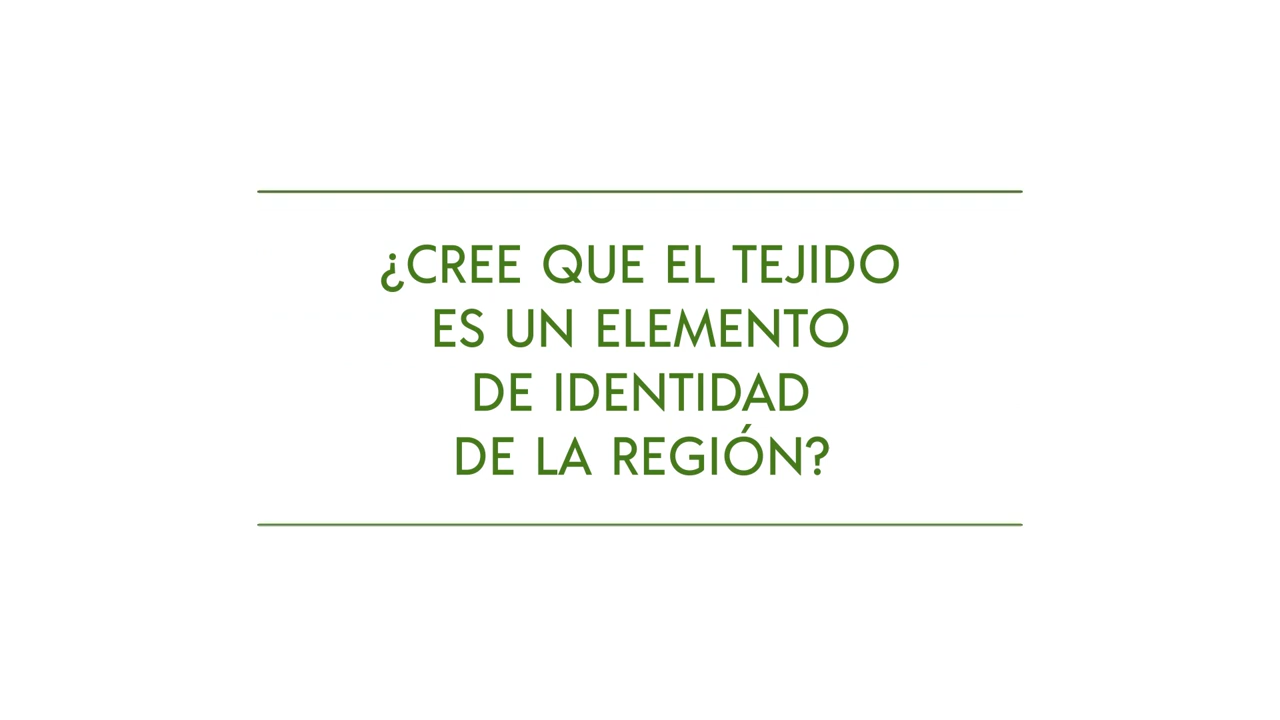 ¿CREE QUE EL TEJIDO
ES UN ELEMENTO
DE IDENTIDAD
DE LA REGIÓN?